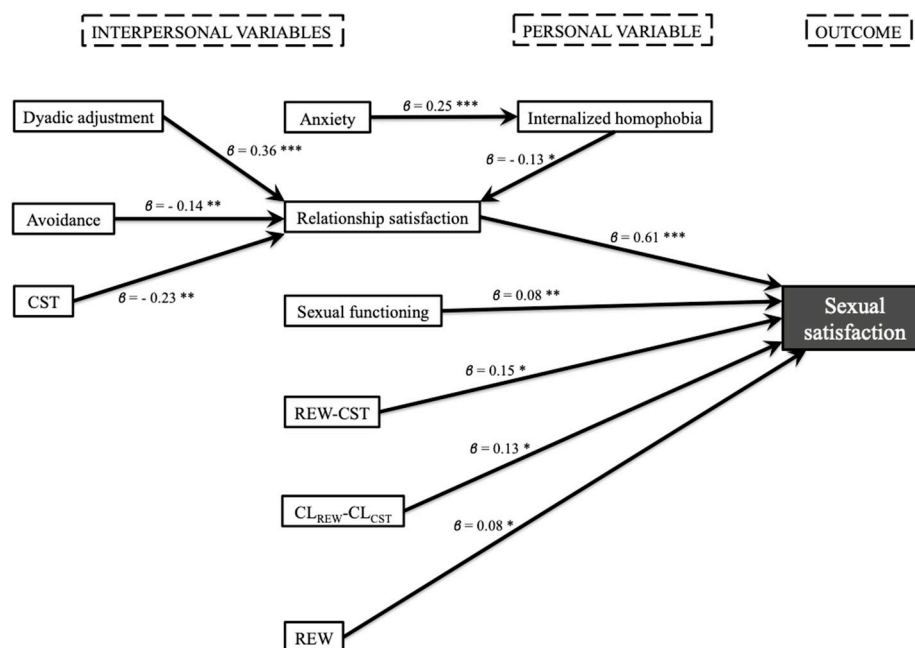 INTERPERSONAL VARIABLES
PERSONAL VARIABLE
OUTCOME
Dyadic adjustment
Anxiety
β = 0.25 ***
Internalized homophobia
β = 0.36 ***
β = - 0.13 *
Avoidance
β = - 0.14 **
Relationship satisfaction
β = 0.61 ***
CST
β = - 0.23 **
Sexual functioning
β = 0.08 **
Sexual
satisfaction
β = 0.15 *
REW-CST
β = 0.13 *
CL_REW-CL_CST
β = 0.08 *
REW